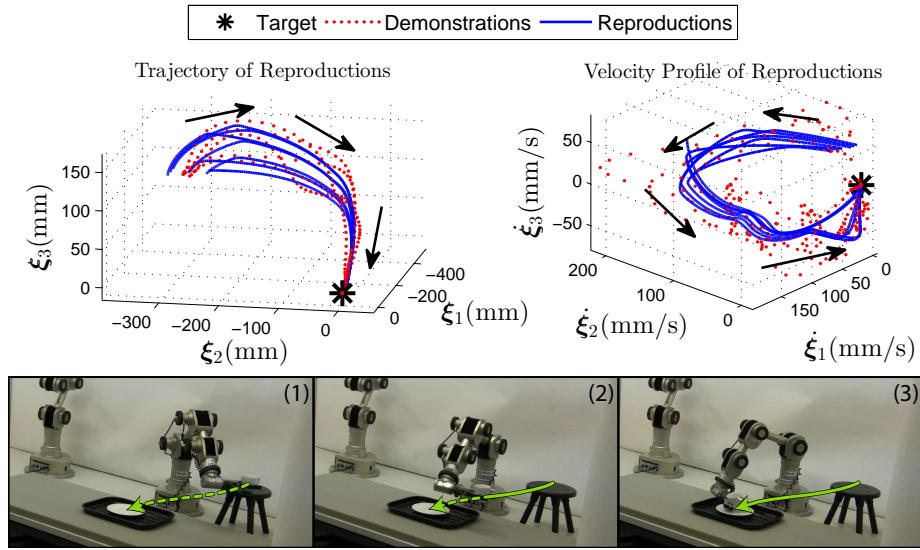 Target Demonstrations Reproductions
Trajectory of Reproductions
Velocity Profile of Reproductions
150
100
50
0
ξ3(mm)
−300
−200
−100
0
ξ2(mm)
−400
−200
0
ξ1(mm)
50
0
−50
ξ̇3(mm/s)
200
100
0
ξ̇2(mm/s)
150
100
50
0
ξ̇1(mm/s)
(1)
(2)
(3)